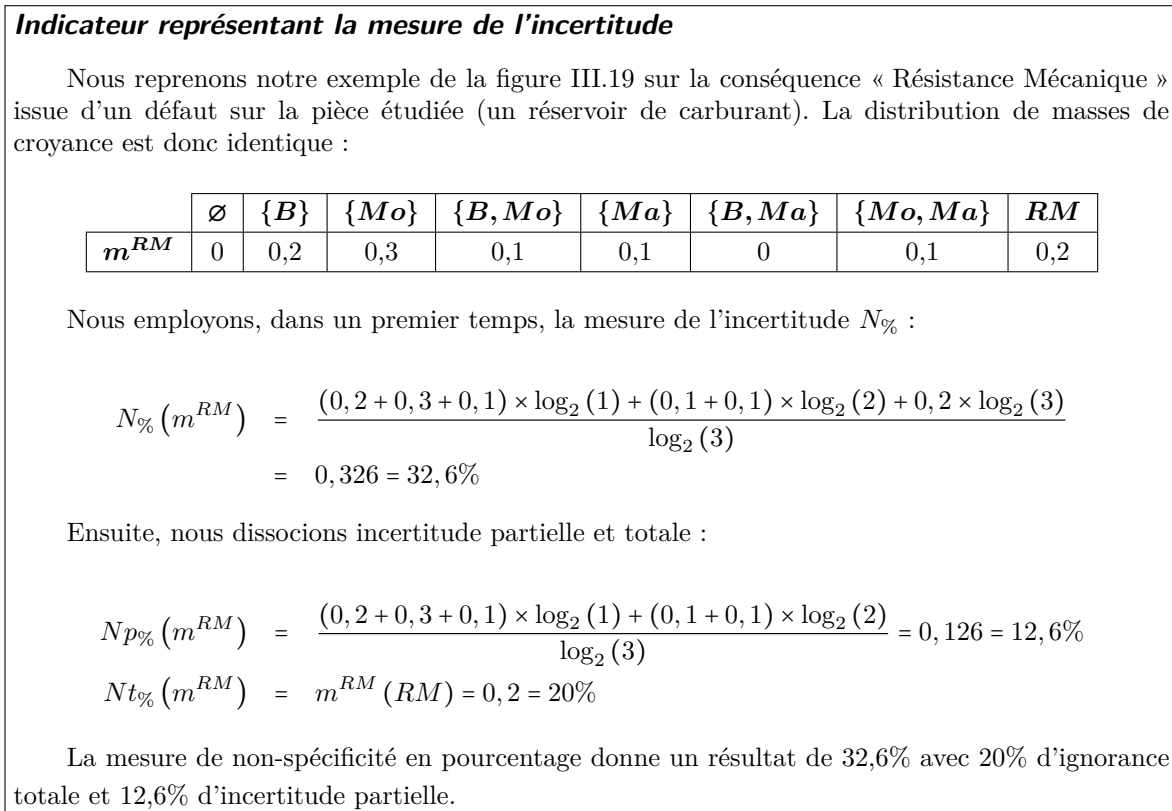 Indicateur représentant la mesure de l'incertitude
Nous reprenons notre exemple de la figure III.19 sur la conséquence « Résistance Mécanique »
issue d'un défaut sur la pièce étudiée (un réservoir de carburant). La distribution de masses de
croyance est donc identique :
∅ {B} {Mo} {B, Mo} {Ma} {B, Ma} {Mo, Ma} RM
m^{RM} 0 0,2 0,3 0,1 0,1 0 0,1 0,2
Nous employons, dans un premier temps, la mesure de l'incertitude N_% :
N_% (m^{RM}) = ((0,2 + 0,3 + 0,1) × log_2 (1) + (0,1 + 0,1) × log_2 (2) + 0,2 × log_2 (3)) / log_2 (3)
= 0,326 = 32,6%
Ensuite, nous dissocions incertitude partielle et totale :
Np_% (m^{RM}) = ((0,2 + 0,3 + 0,1) × log_2 (1) + (0,1 + 0,1) × log_2 (2)) / log_2 (3) = 0,126 = 12,6%
Nt_% (m^{RM}) = m^{RM} (RM) = 0,2 = 20%
La mesure de non-spécificité en pourcentage donne un résultat de 32,6% avec 20% d'ignorance
totale et 12,6% d'incertitude partielle.